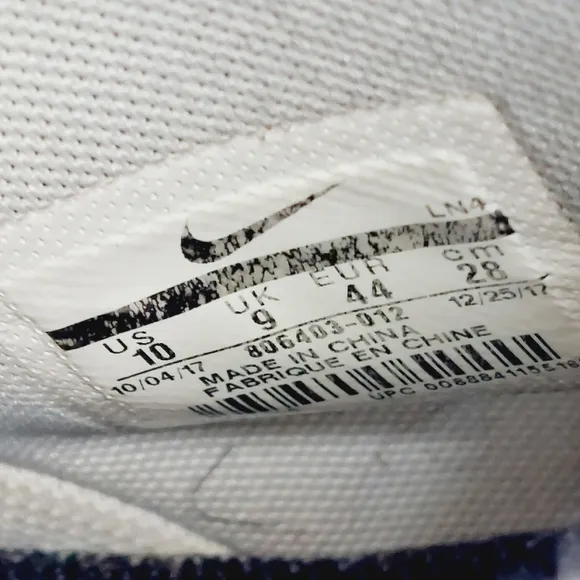 LN4
US UK EUR cm
10 9 44 28
10/04/17 806403-012 12/25/17
MADE IN CHINA
FABRIQUE EN CHINE
UPC